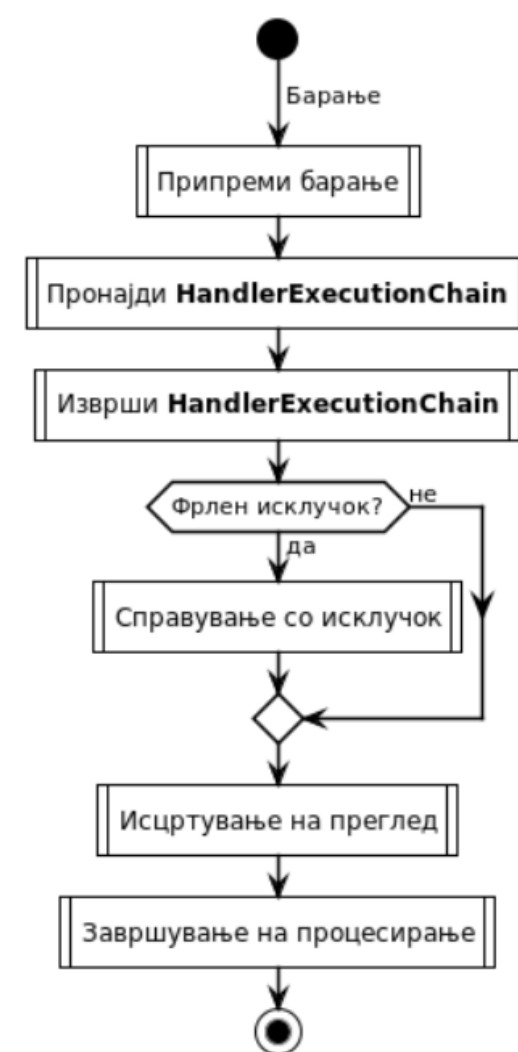 Барање
Припреми барање
Пронајди HandlerExecutionChain
Изврши HandlerExecutionChain
Фрлен исклучок?
не
да
Справување со исклучок
Исцртување на преглед
Завршување на процесирање